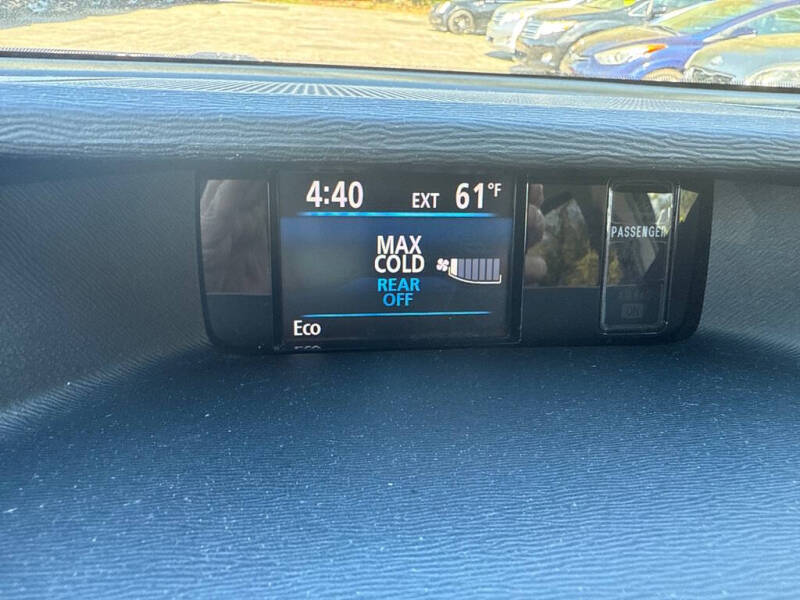 4:40 EXT 61°F
MAX
COLD
REAR
OFF
Eco
PASSENGER